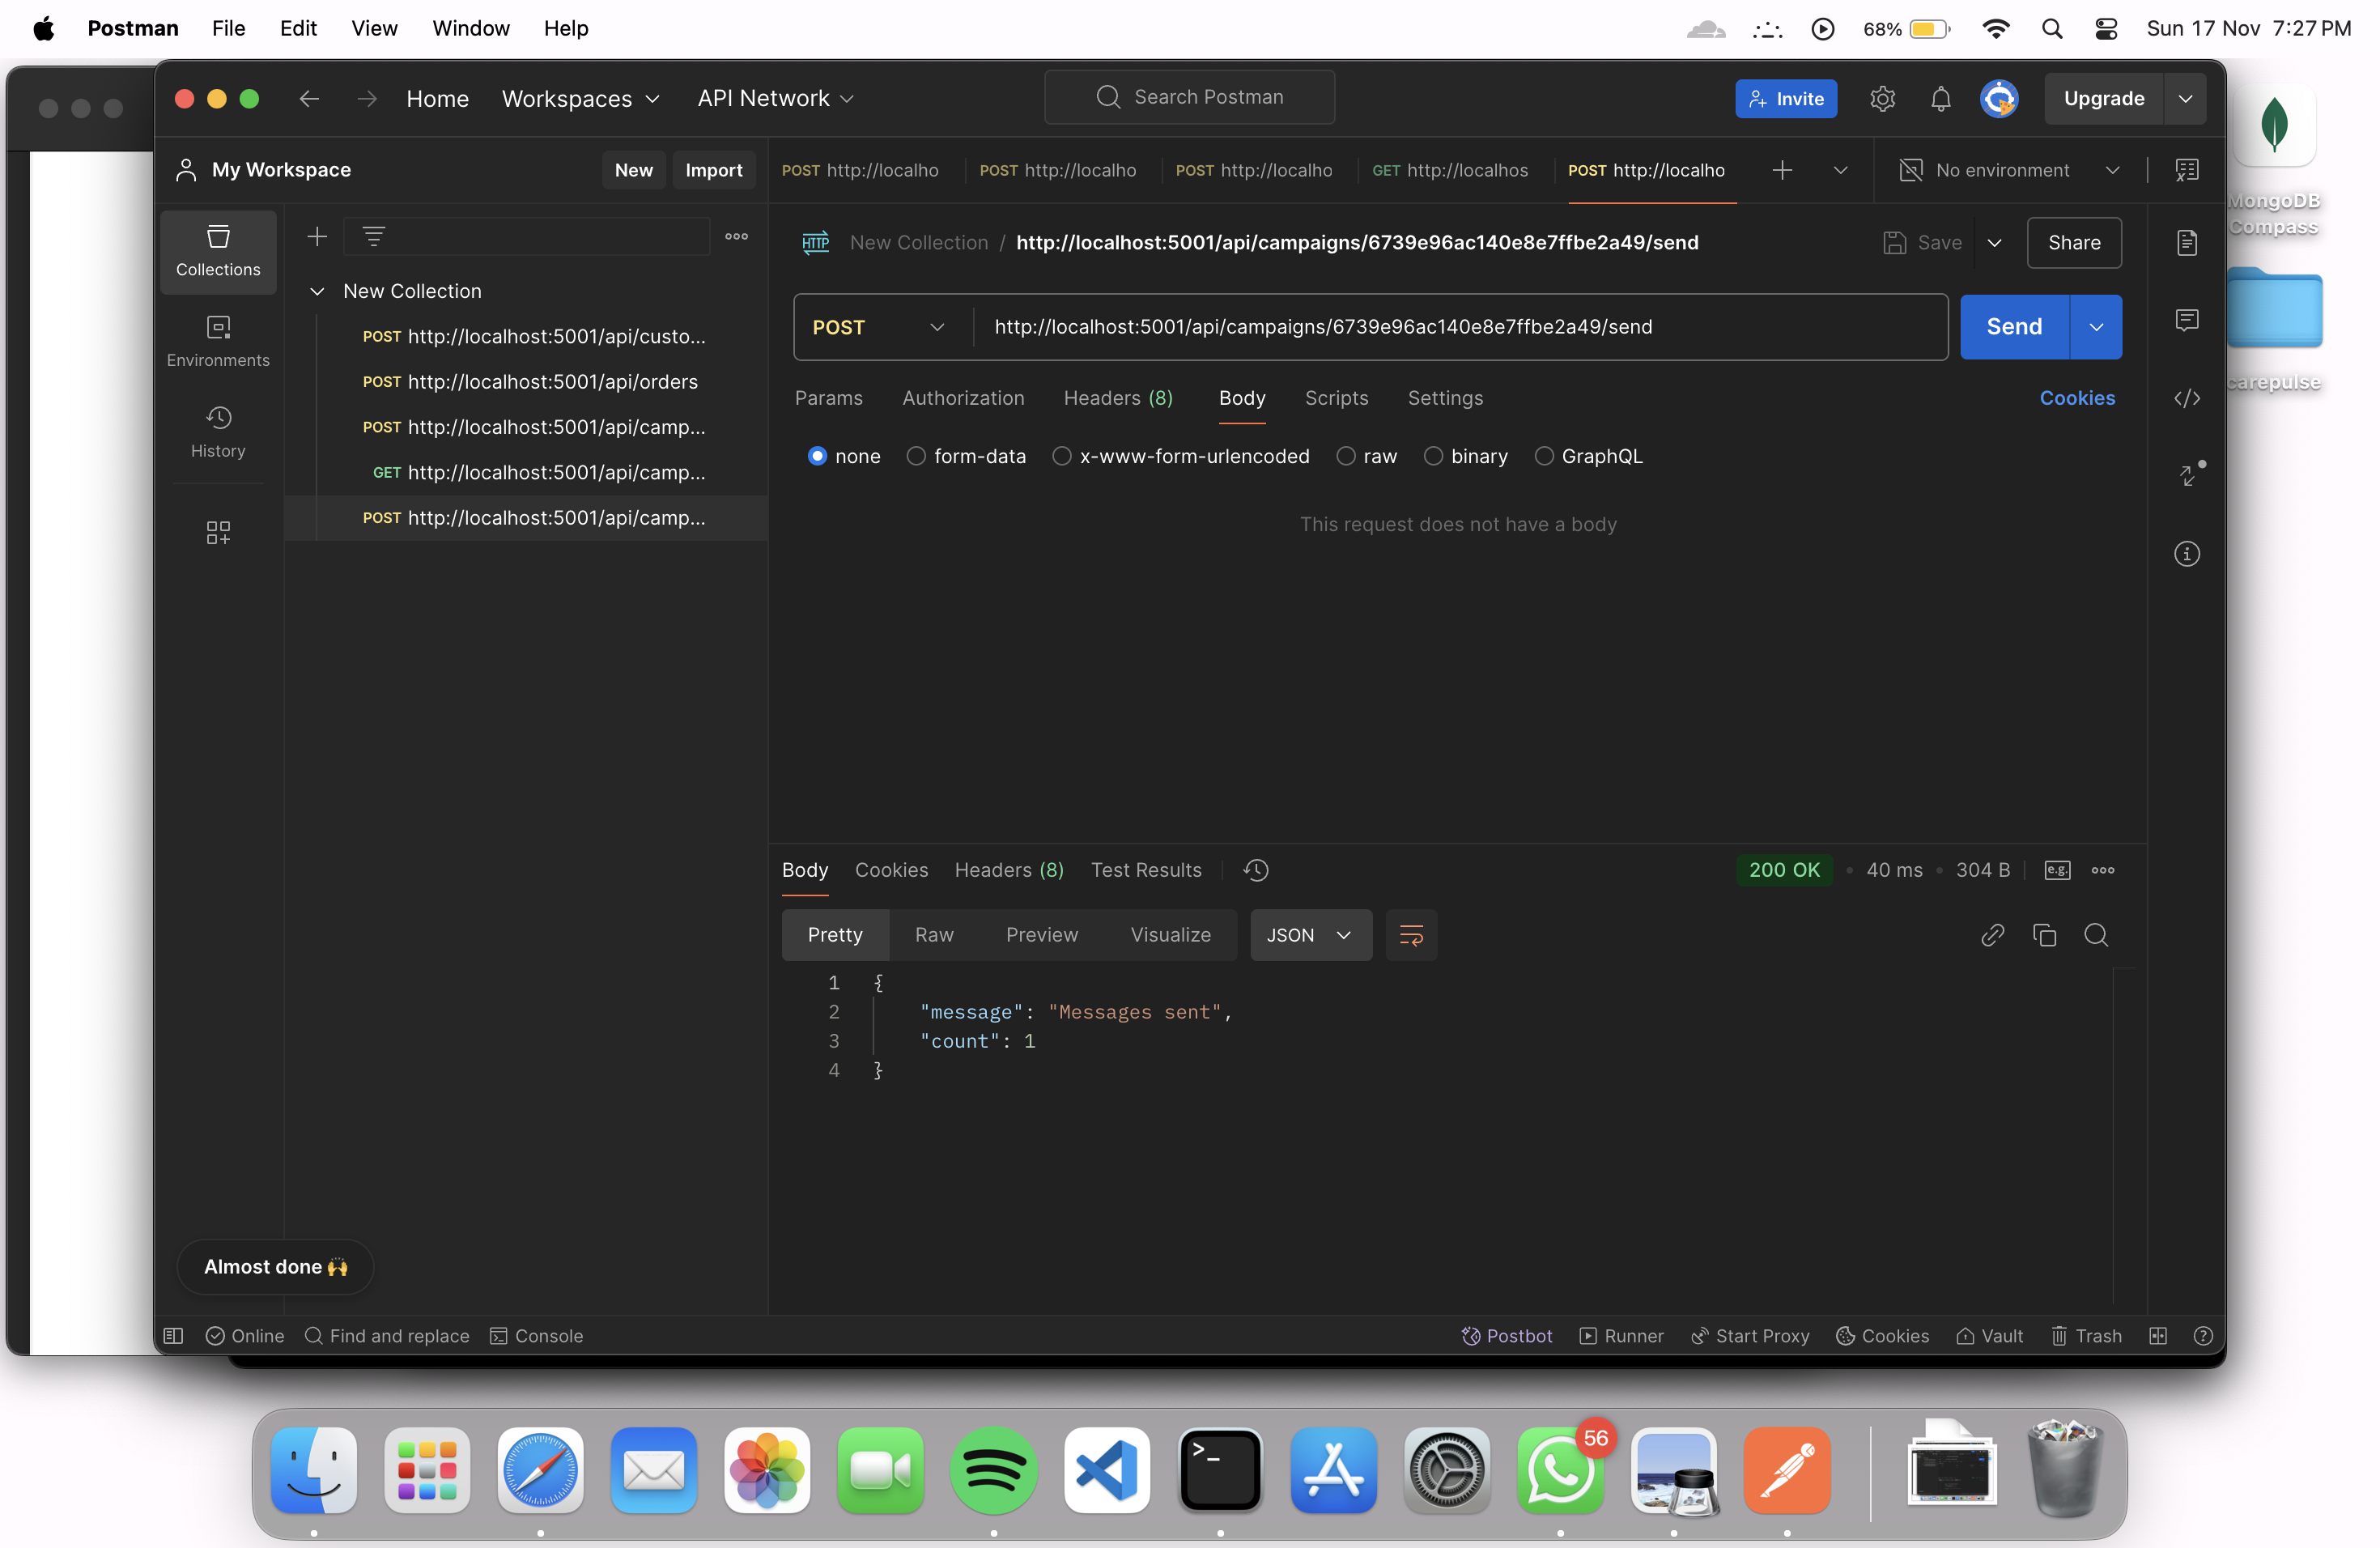 Postman File Edit View Window Help 68% Sun 17 Nov 7:27 PM
Home Workspaces API Network Search Postman Invite Upgrade
My Workspace New Import POST http://localho POST http://localho POST http://localho GET http://localhos POST http://localho No environment
MongoDB
Compass
Collections
HTTP New Collection / http://localhost:5001/api/campaigns/6739e96ac140e8e7ffbe2a49/send Save Share
New Collection
POST http://localhost:5001/api/custo...
POST http://localhost:5001/api/campaigns/6739e96ac140e8e7ffbe2a49/send Send
Environments
POST http://localhost:5001/api/orders
carepulse
Params Authorization Headers (8) Body Scripts Settings Cookies
POST http://localhost:5001/api/camp...
History
none form-data x-www-form-urlencoded raw binary GraphQL
GET http://localhost:5001/api/camp...
POST http://localhost:5001/api/camp...
This request does not have a body
Body Cookies Headers (8) Test Results 200 OK • 40 ms • 304 B e.g.
Pretty Raw Preview Visualize JSON
1 {
2 "message": "Messages sent",
3 "count": 1
4 }
Almost done 🙌
Online Find and replace Console Postbot Runner Start Proxy Cookies Vault Trash
56